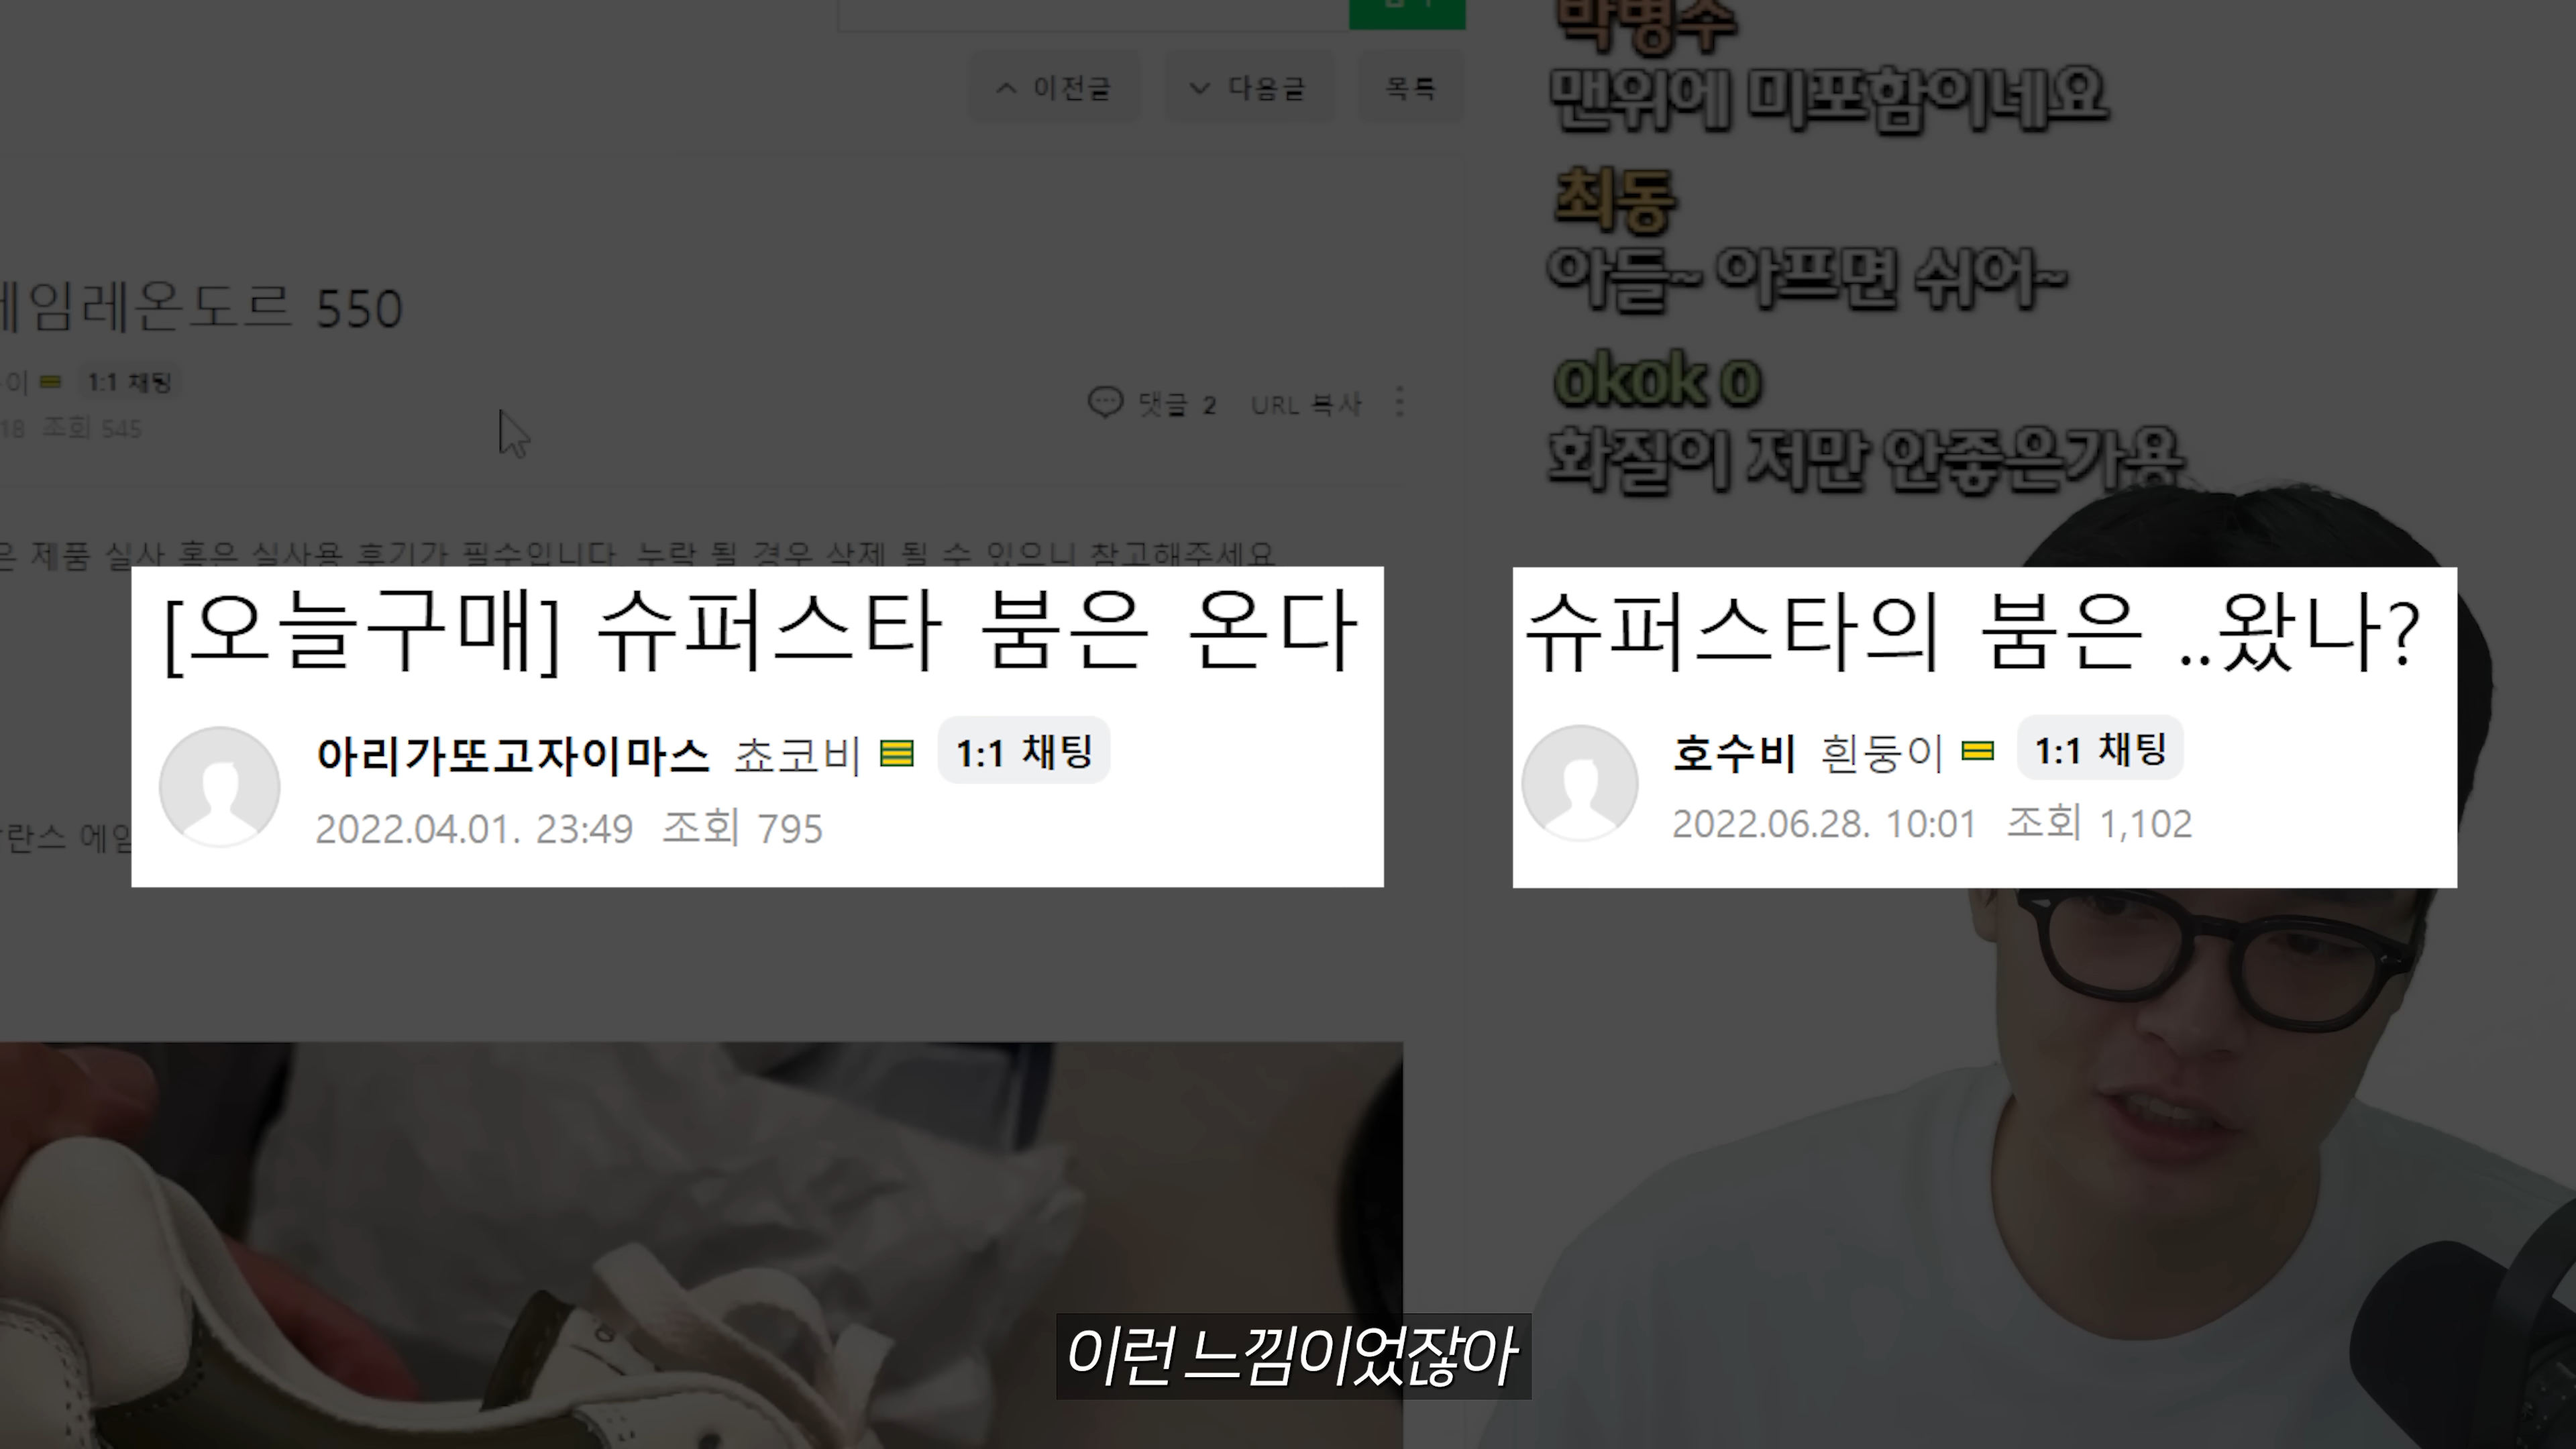 이전글 다음글 목록
박병수
맨위에 미포함이네요
최동
아들~ 아프면 쉬어~
okok o
화질이 저만 안좋은가용
에임레온도르 550
이 1:1 채팅
18 조회 545
댓글 2 URL 복사
은 제품 실사 혹은 실사용 후기가 필수입니다 누락 될 경우 삭제 될 수 있으니 참고해주세요
[오늘구매] 슈퍼스타 붐은 온다
아리가또고자이마스 쵸코비 1:1 채팅
2022.04.01. 23:49 조회 795
슈퍼스타의 붐은 ..왔나?
호수비 흰둥이 1:1 채팅
2022.06.28. 10:01 조회 1,102
이런 느낌이었잖아